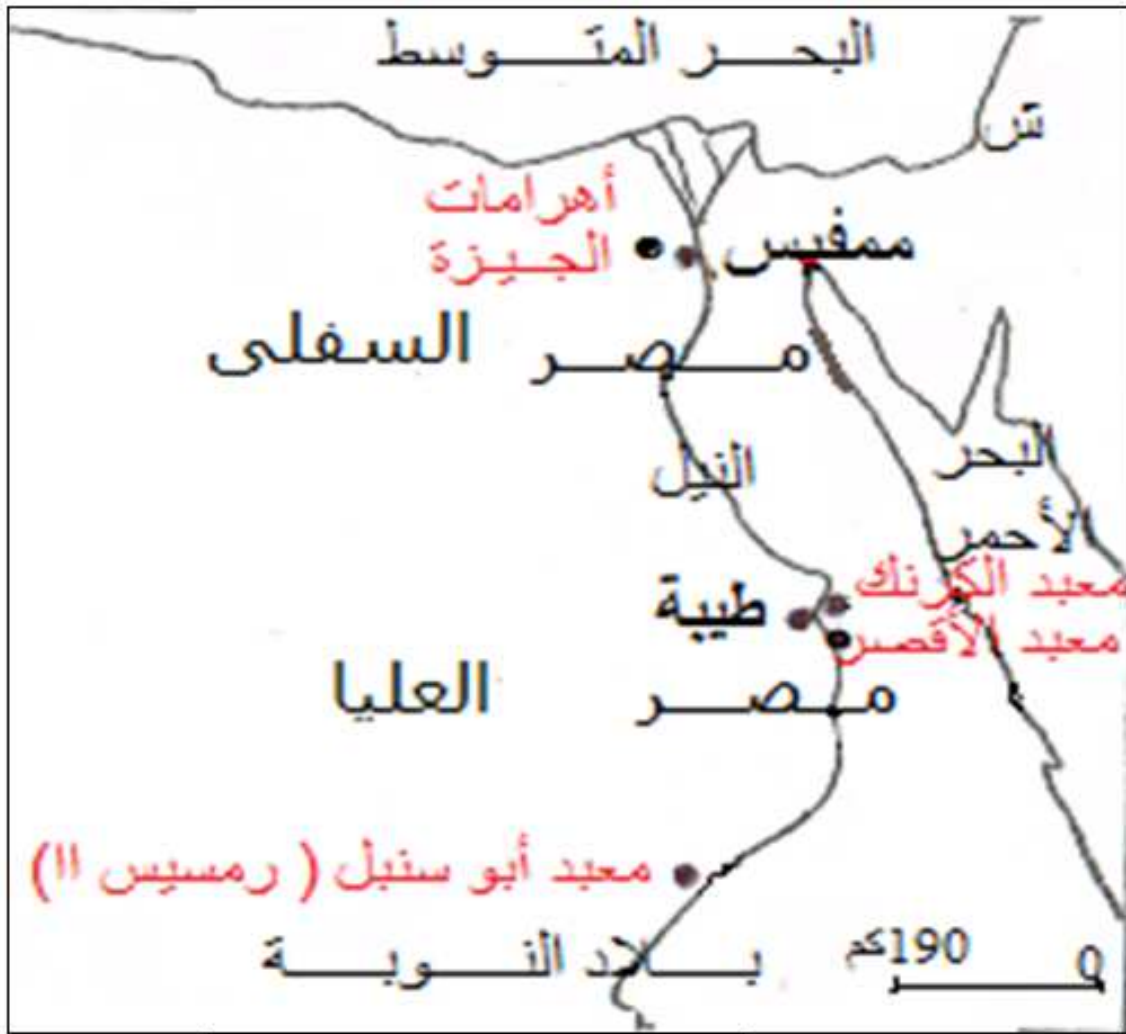 البحر المتوسط
ش
أهرامات
الجيزة
ممفيس
مصر السفلى
النيل
البحر
الأحمر
معبد الكرنك
طيبة
معبد الأقصر
مصر العليا
معبد أبو سنبل ( رمسيس II)
بلاد النوبة
190كم 0